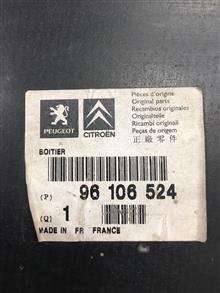 Pièces d'origine
Original parts
Recambios originales
Originalteile
Ricambi originali
Peças de origem
正廠零件
PEUGEOT
CITROËN
BOITIER
(P) 96 106 524
(Q) 1
MADE IN FR FRANCE